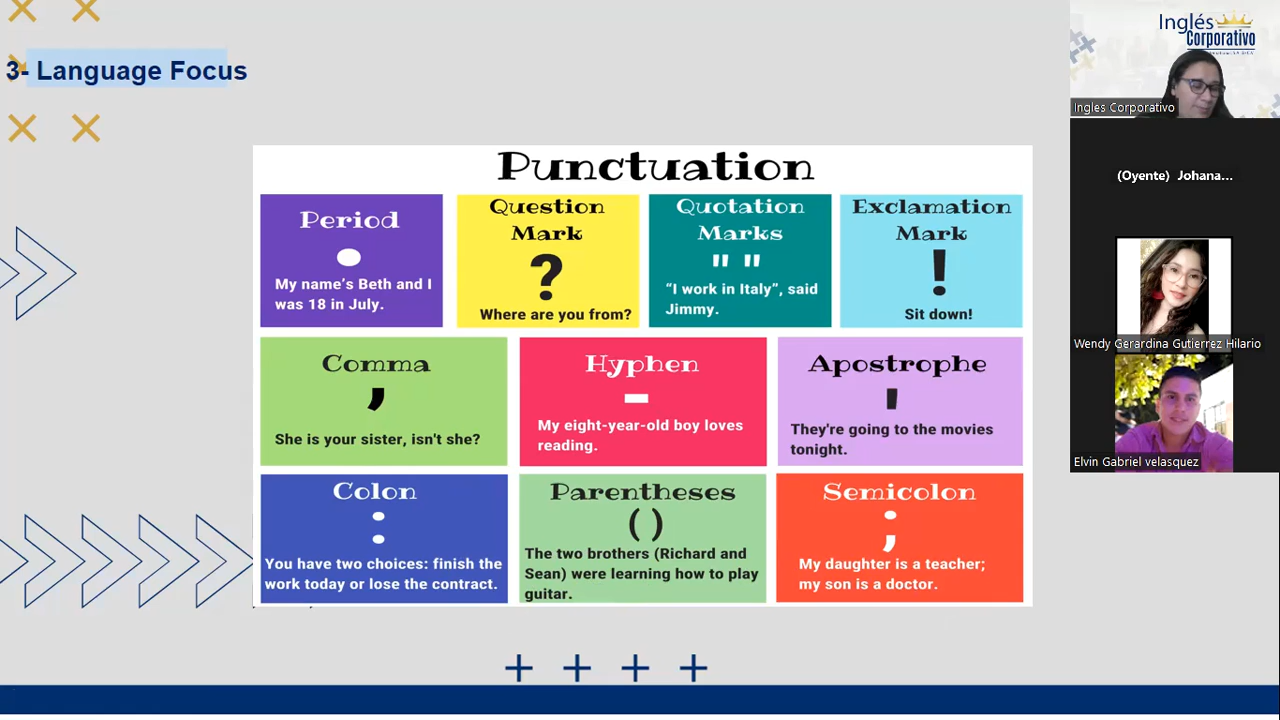 3- Language Focus
Punctuation
Period
My name's Beth and I
was 18 in July.
Question
Mark
?
Where are you from?
Quotation
Marks
" "
“I work in Italy”, said
Jimmy.
Exclamation
Mark
!
Sit down!
Comma
,
She is your sister, isn't she?
Hyphen
-
My eight-year-old boy loves
reading.
Apostrophe
'
They're going to the movies
tonight.
Colon
:
You have two choices: finish the
work today or lose the contract.
Parentheses
( )
The two brothers (Richard and
Sean) were learning how to play
guitar.
Semicolon
;
My daughter is a teacher;
my son is a doctor.
Inglés
Corporativo
Ingles Corporativo
(Oyente) Johana...
Wendy Gerardina Gutierrez Hilario
Elvin Gabriel velasquez